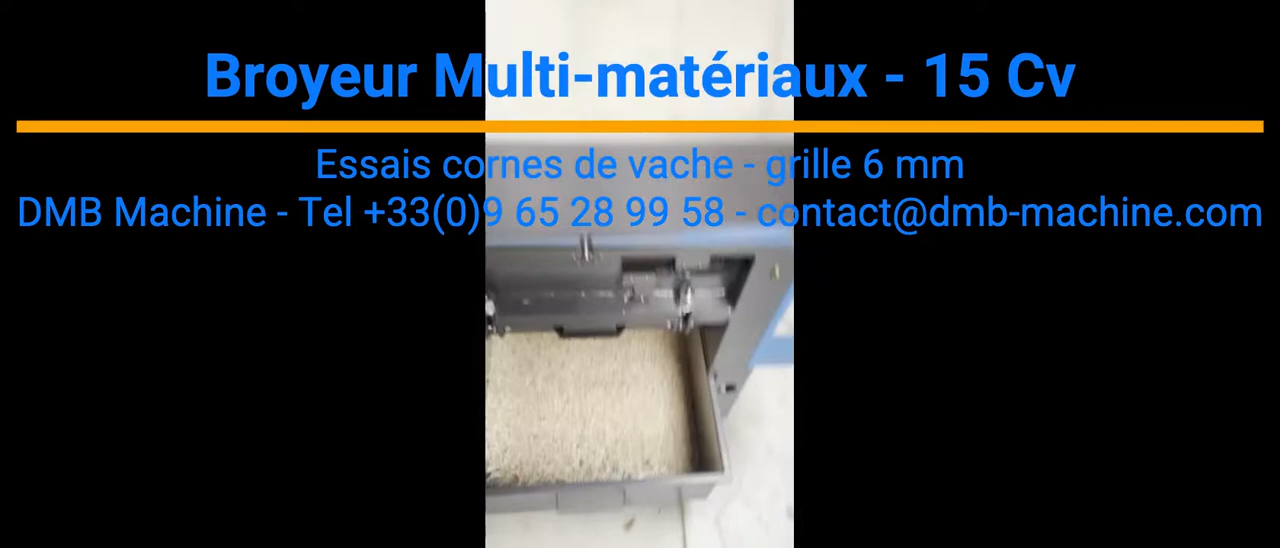 Broyeur Multi-matériaux - 15 Cv
Essais cornes de vache - grille 6 mm
DMB Machine - Tel +33(0)9 65 28 99 58 - contact@dmb-machine.com